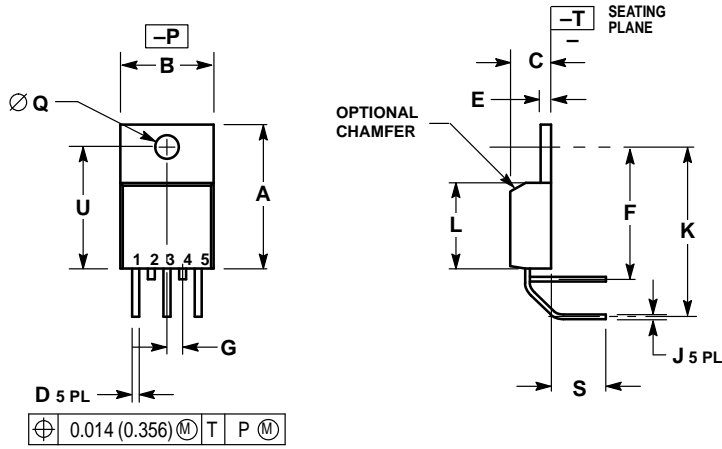 –P
B
Ø Q
U
A
1 2 3 4 5
G
D 5 PL
⌖ 0.014 (0.356) Ⓜ T P Ⓜ
–T
–
SEATING
PLANE
C
E
OPTIONAL
CHAMFER
L
F
K
J 5 PL
S